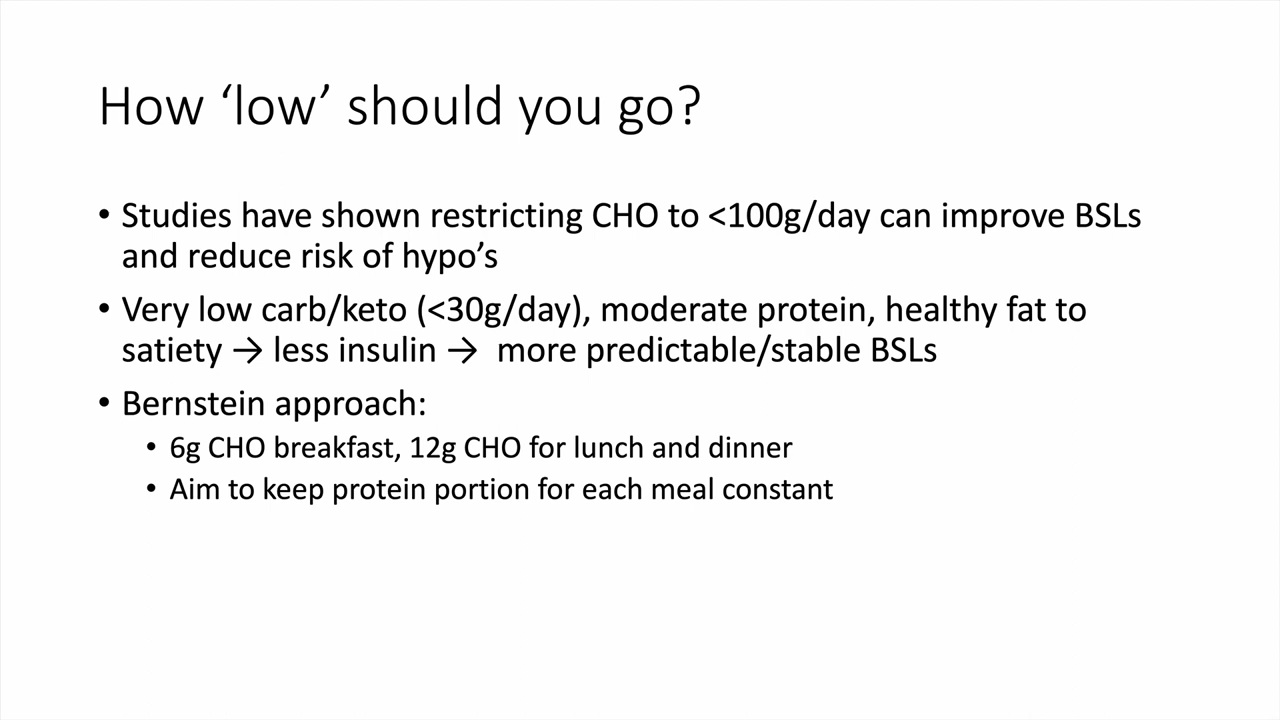 How ‘low’ should you go?
• Studies have shown restricting CHO to <100g/day can improve BSLs
and reduce risk of hypo’s
• Very low carb/keto (<30g/day), moderate protein, healthy fat to
satiety → less insulin → more predictable/stable BSLs
• Bernstein approach:
• 6g CHO breakfast, 12g CHO for lunch and dinner
• Aim to keep protein portion for each meal constant